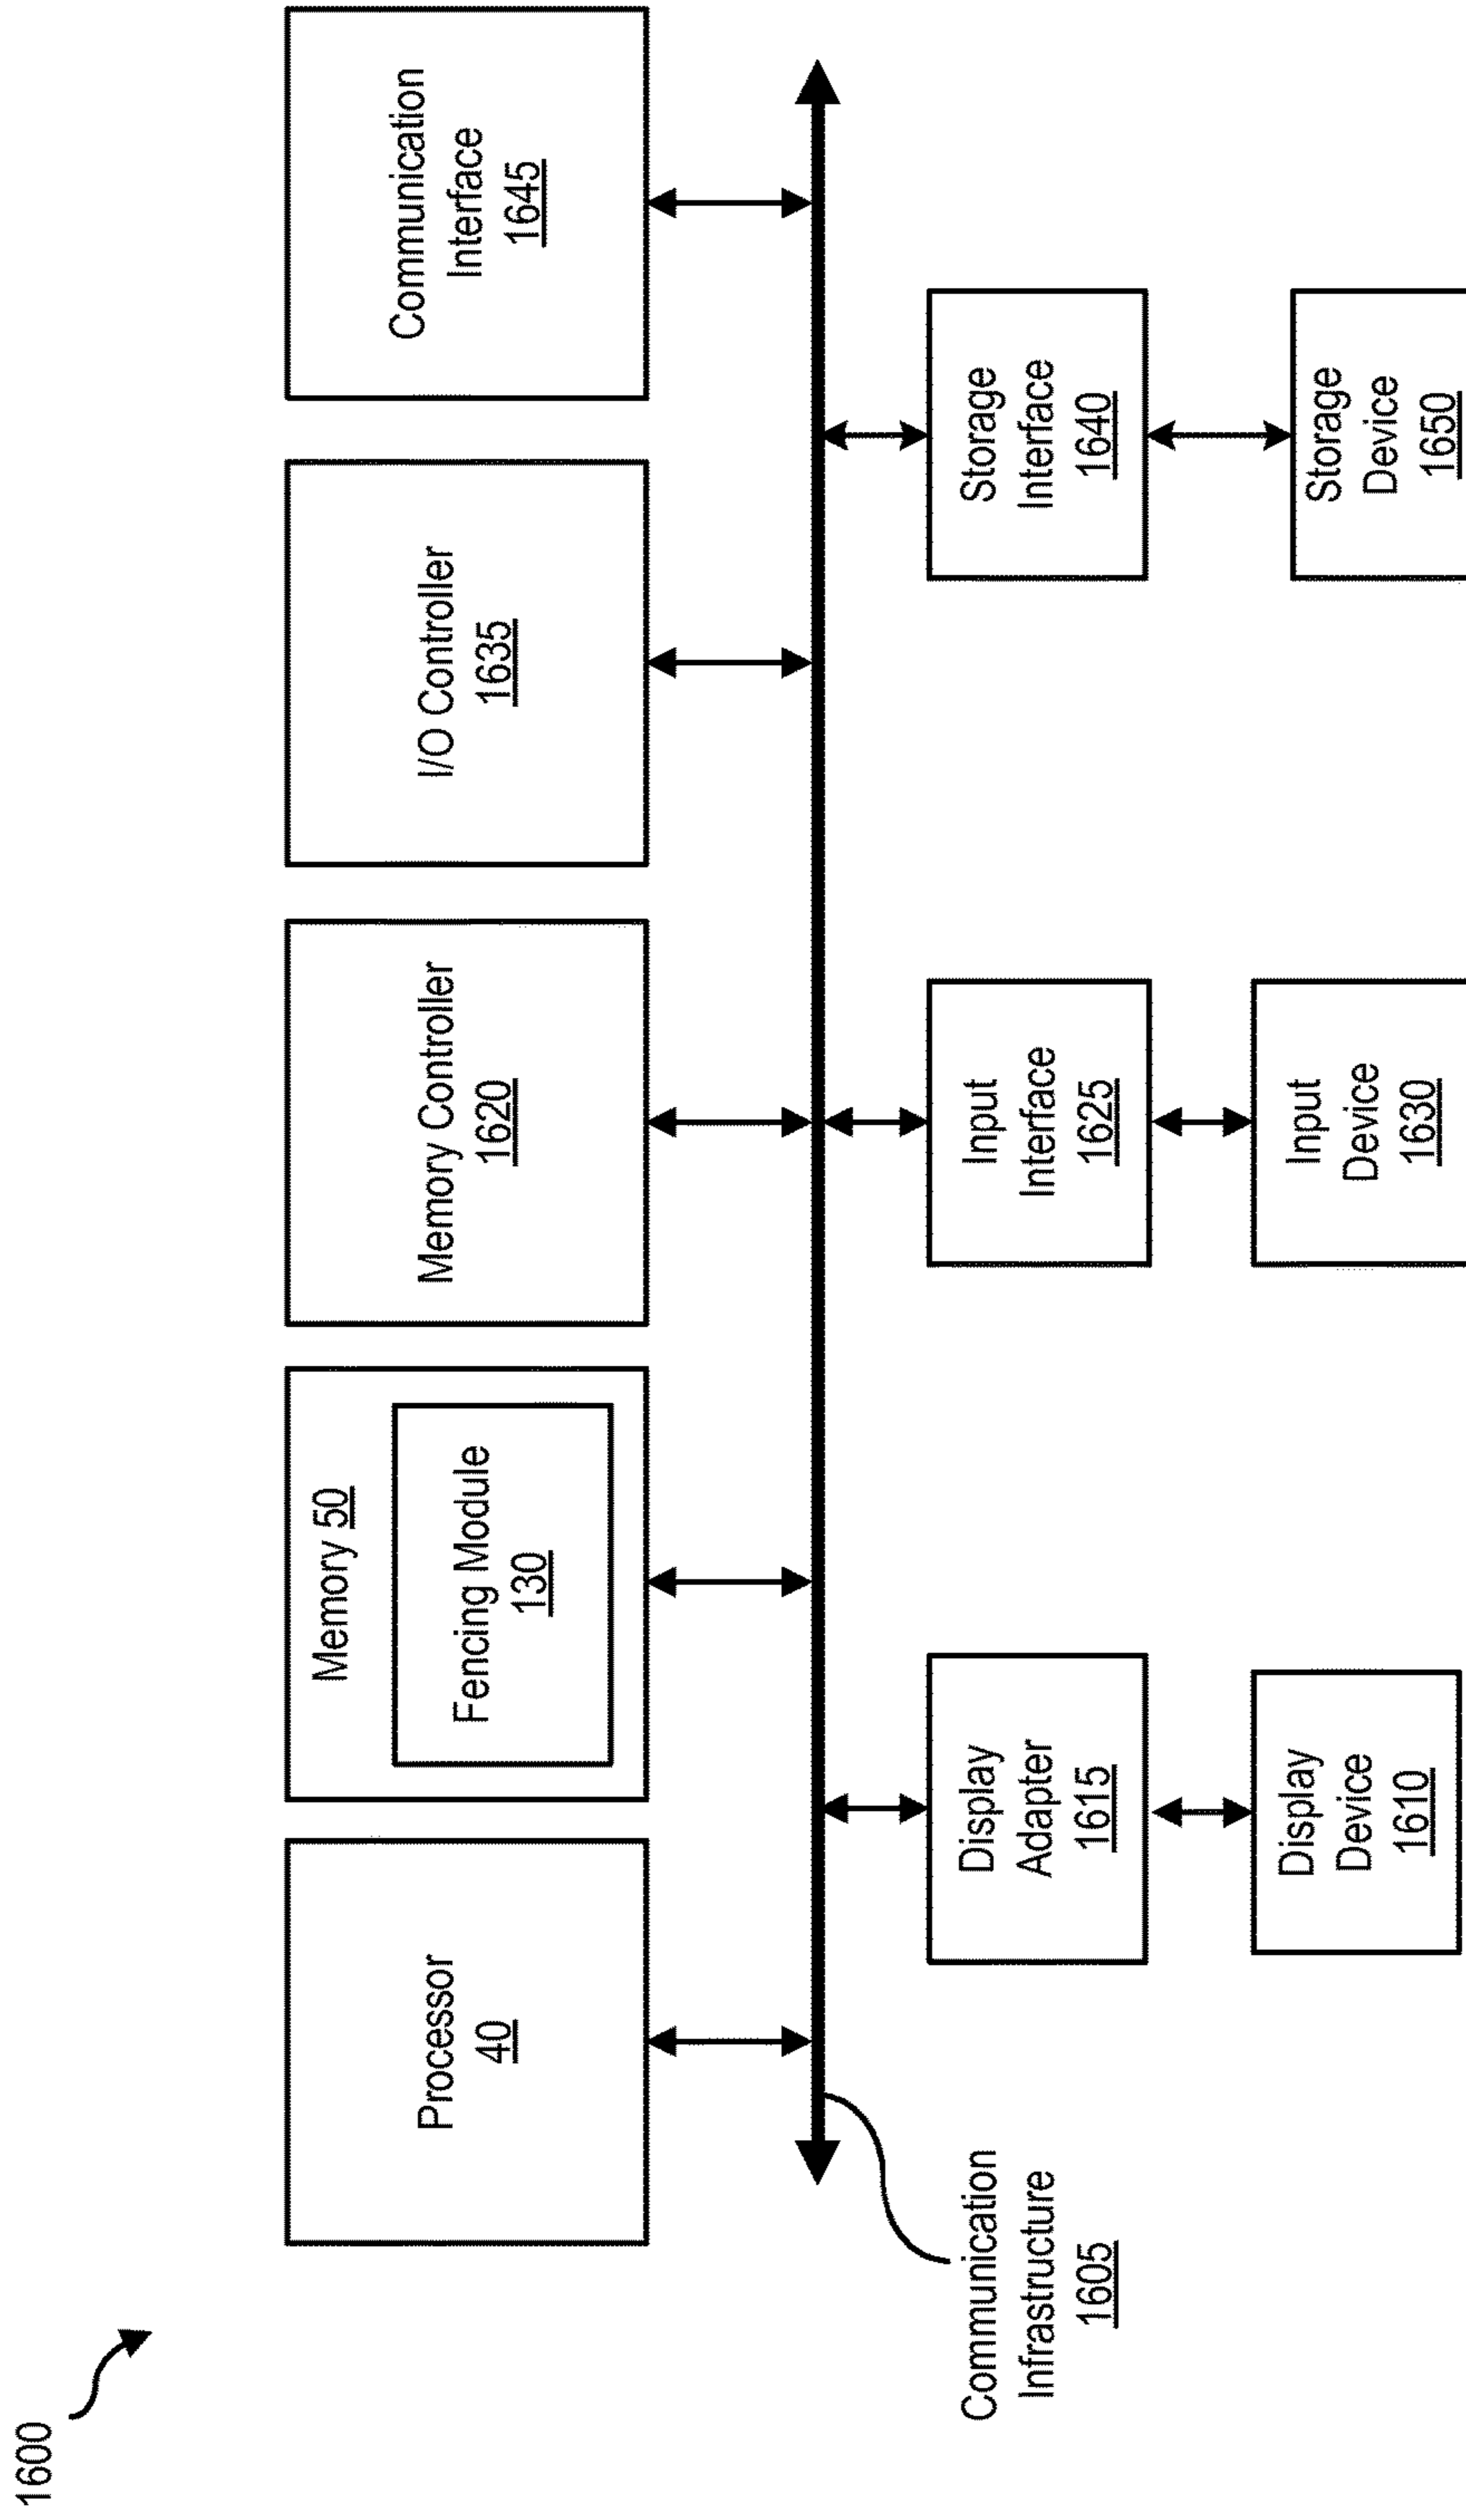 1600
Processor
40
Memory 50
Fencing Module
130
Memory Controller
1620
I/O Controller
1635
Communication
Interface
1645
Communication
Infrastructure
1605
Display
Adapter
1615
Input
Interface
1625
Storage
Interface
1640
Display
Device
1610
Input
Device
1630
Storage
Device
1650